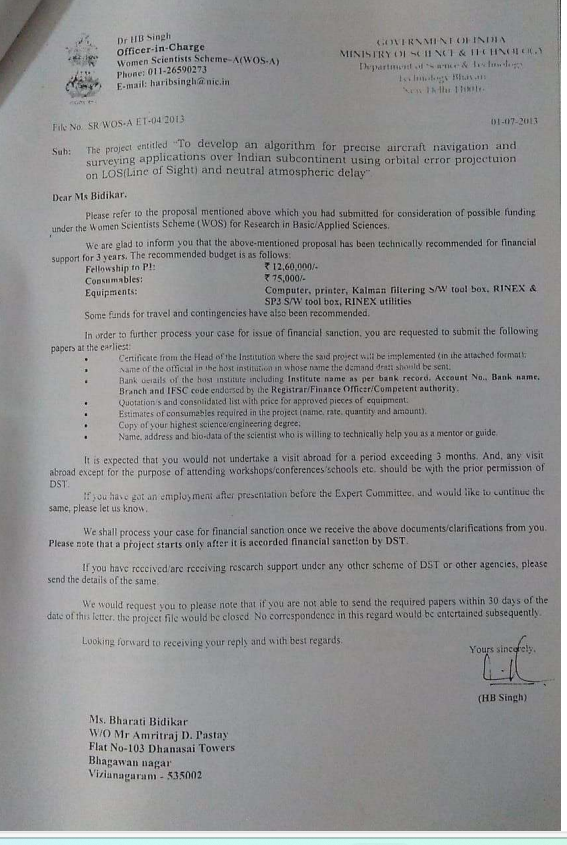 Dr HB Singh
Officer-in-Charge
Women Scientists Scheme-A(WOS-A)
Phone: 011-26590273
E-mail: haribsingh@nic.in
GOVERNMENT OF INDIA
MINISTRY OF SCIENCE & TECHNOLOGY
Department of Science & Technology
Technology Bhavan
New Delhi 110016
File No. SR/WOS-A ET-04/2013
01-07-2013
Sub: The project entitled "To develop an algorithm for precise aircraft navigation and
surveying applications over Indian subcontinent using orbital error projectuion
on LOS(Line of Sight) and neutral atmospheric delay"
Dear Ms Bidikar.
Please refer to the proposal mentioned above which you had submitted for consideration of possible funding
under the Women Scientists Scheme (WOS) for Research in Basic/Applied Sciences.
We are glad to inform you that the above-mentioned proposal has been technically recommended for financial
support for 3 years. The recommended budget is as follows:
Fellowship to PI: ₹ 12,60,000/-
Consumables: ₹ 75,000/-
Equipments: Computer, printer, Kalman filtering S/W tool box, RINEX &
SP3 S/W tool box, RINEX utilities
Some funds for travel and contingencies have also been recommended.
In order to further process your case for issue of financial sanction, you are requested to submit the following
papers at the earliest:
• Certificate from the Head of the Institution where the said project will be implemented (in the attached format);
• Name of the official in the host institution in whose name the demand draft should be sent.
• Bank details of the host institute including Institute name as per bank record, Account No., Bank name,
Branch and IFSC code endorsed by the Registrar/Finance Officer/Competent authority.
• Quotations and consolidated list with price for approved pieces of equipment.
• Estimates of consumables required in the project (name, rate, quantity and amount).
• Copy of your highest science/engineering degree.
• Name, address and bio-data of the scientist who is willing to technically help you as a mentor or guide.
It is expected that you would not undertake a visit abroad for a period exceeding 3 months. And, any visit
abroad except for the purpose of attending workshops/conferences/schools etc. should be with the prior permission of
DST.
If you have got an employment after presentation before the Expert Committee, and would like to continue the
same, please let us know.
We shall process your case for financial sanction once we receive the above documents/clarifications from you.
Please note that a project starts only after it is accorded financial sanction by DST.
If you have received/are receiving research support under any other scheme of DST or other agencies, please
send the details of the same.
We would request you to please note that if you are not able to send the required papers within 30 days of the
date of this letter, the project file would be closed. No correspondence in this regard would be entertained subsequently.
Looking forward to receiving your reply and with best regards.
Yours sincerely,
(HB Singh)
Ms. Bharati Bidikar
W/O Mr Amritraj D. Pastay
Flat No-103 Dhanasai Towers
Bhagawan nagar
Vizianagaram - 535002